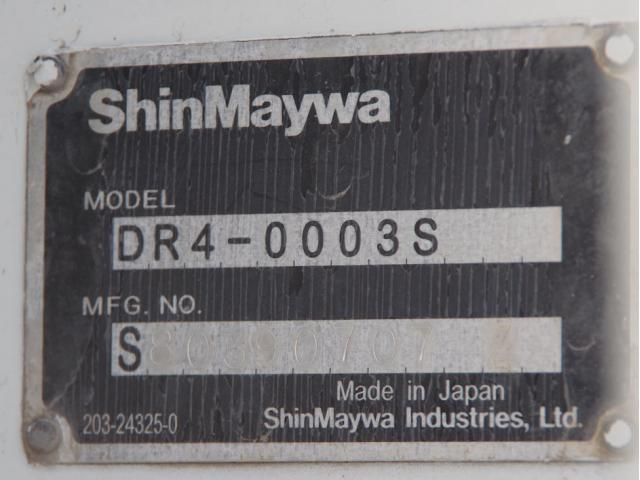 ShinMaywa
MODEL
DR4-0003S
MFG. NO.
S
Made in Japan
203-24325-0
ShinMaywa Industries, Ltd.